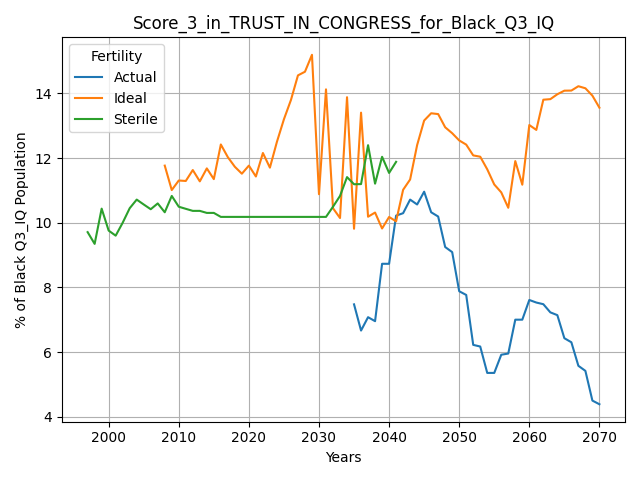 Score_3_in_TRUST_IN_CONGRESS_for_Black_Q3_IQ
Fertility
Actual
Ideal
Sterile
% of Black Q3_IQ Population
14
12
10
8
6
4
2000 2010 2020 2030 2040 2050 2060 2070
Years